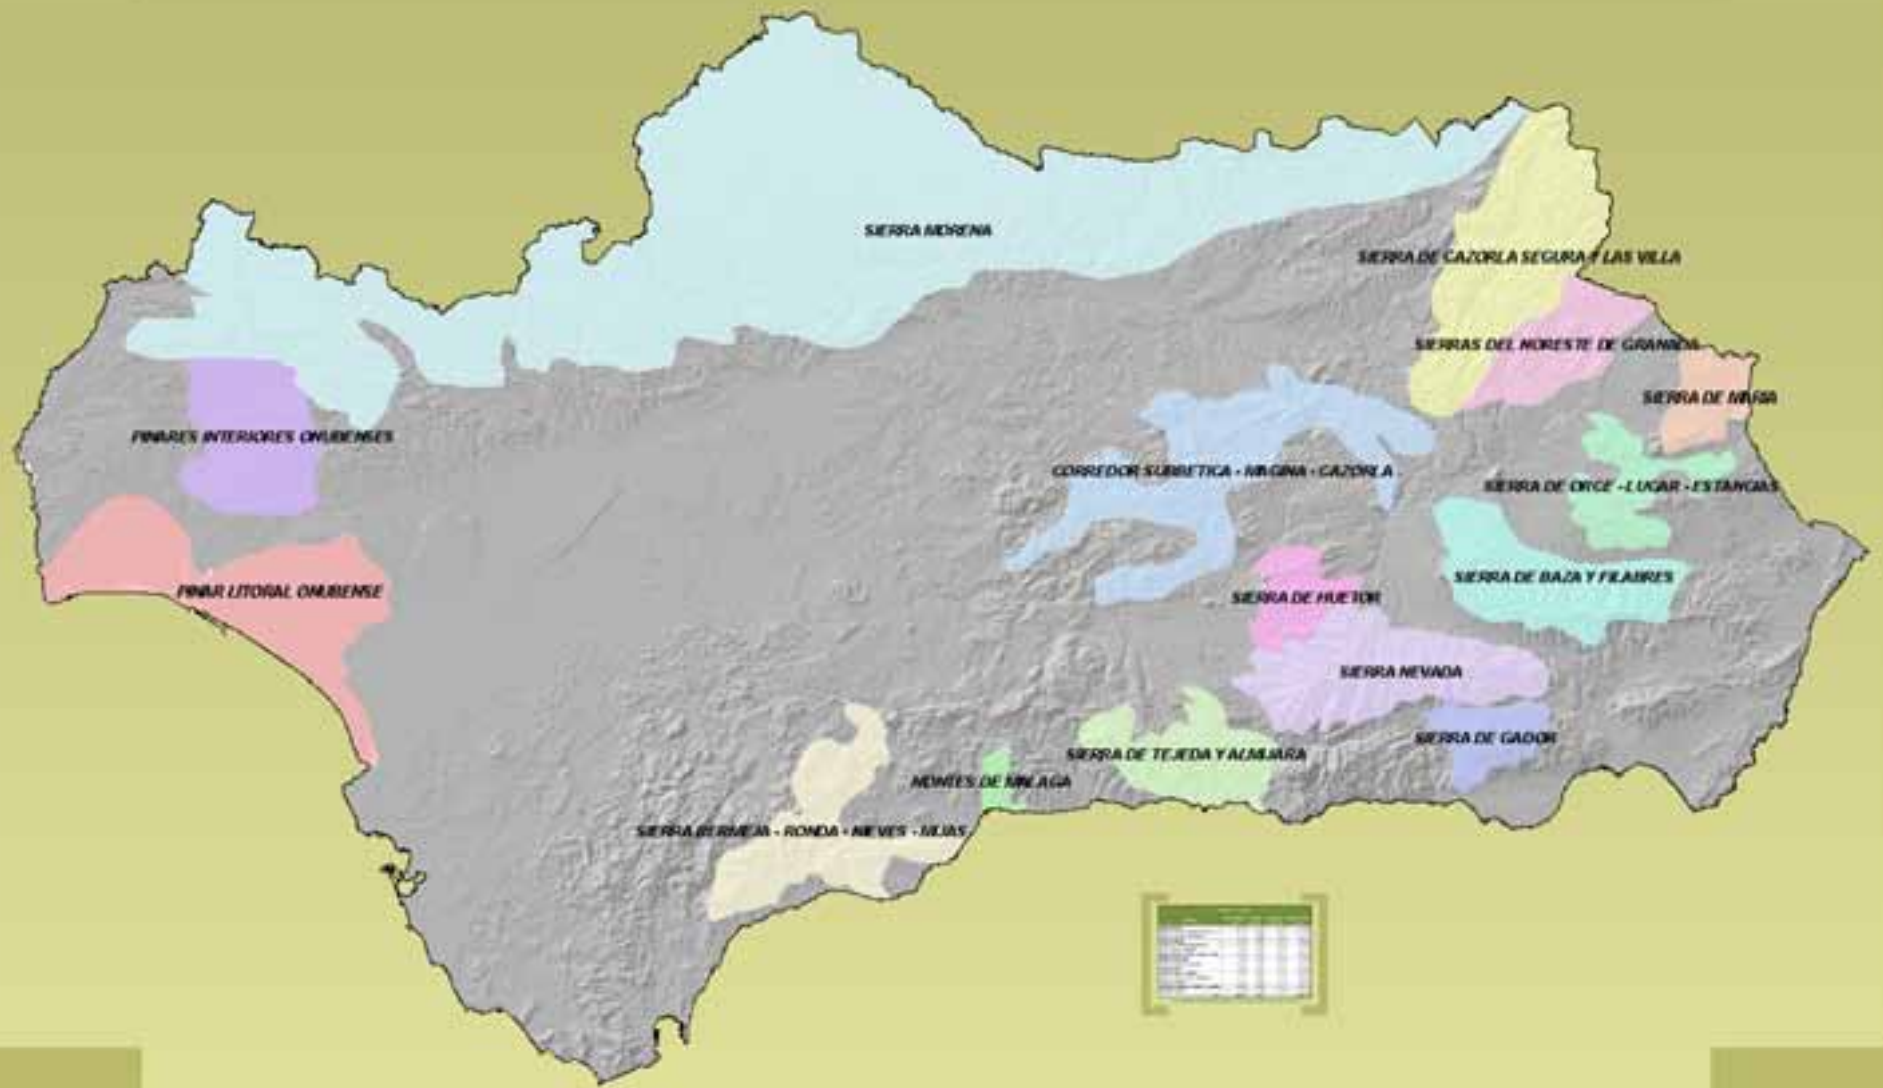 SIERRA MORENA
SIERRA DE CAZORLA SEGURA Y LAS VILLA
SIERRAS DEL NORESTE DE GRANADA
SIERRA DE MARIA
PINARES INTERIORES ONUBENSES
CORREDOR SUBBETICA - MAGINA - CAZORLA
SIERRA DE ORCE - LUCAR - ESTANCIAS
SIERRA DE BAZA Y FILABRES
PINAR LITORAL ONUBENSE
SIERRA DE HUETOR
SIERRA NEVADA
SIERRA DE GADOR
SIERRA DE TEJEDA Y ALMIJARA
MONTES DE MALAGA
SIERRA BERMEJA - RONDA - NIEVES - MIJAS